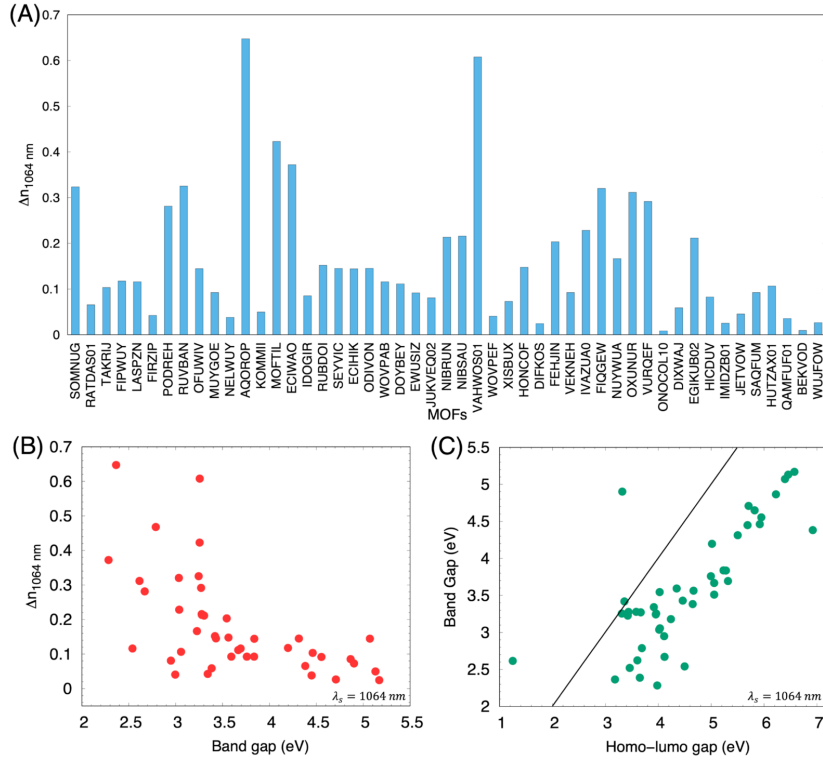 (A)
0.7
0.6
0.5
0.4
0.3
0.2
0.1
0
Δn1064 nm
SOMNUG
RATDAS01
TAKRIJ
FIPWUY
LASPZN
FIRZIP
PODREH
RUVBAN
OFUWIV
MUYGOE
NELWUY
AQOROP
KOMMII
MOFTIL
ECIWAO
IDOGIR
RUBDOI
SEYVIC
ECIHIK
ODIVON
WOVPAB
DOYBEY
EWUSIZ
JUKVEQ02
NIBRUN
NIBSAU
VAHWOS01
WOVPEF
XISBUX
HONCOF
DIFKOS
FEHJIN
VEKNEH
IVAZUA0
FIQGEW
NUYWUA
OXUNUR
VURQEF
ONOCOL10
DIXWAJ
EGIKUB02
HICDUV
IMIDZB01
JETVOW
SAQFUM
HUTZAX01
QAMFUF01
BEKVOD
WUJFOW
MOFs
(B)
0.7
0.6
0.5
0.4
0.3
0.2
0.1
0
Δn1064 nm
λs = 1064 nm
2 2.5 3 3.5 4 4.5 5 5.5
Band gap (eV)
(C)
5.5
5
4.5
4
3.5
3
2.5
2
Band Gap (eV)
λs = 1064 nm
1 2 3 4 5 6 7
Homo−lumo gap (eV)